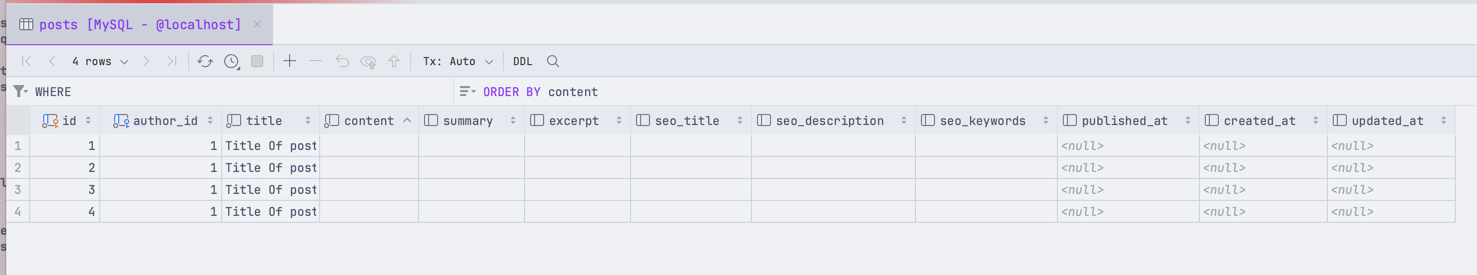 posts [MySQL - @localhost]
4 rows Tx: Auto DDL
WHERE ORDER BY content
id author_id title content summary excerpt seo_title seo_description seo_keywords published_at created_at updated_at
1 1 1 Title Of post <null> <null> <null>
2 2 1 Title Of post <null> <null> <null>
3 3 1 Title Of post <null> <null> <null>
4 4 1 Title Of post <null> <null> <null>